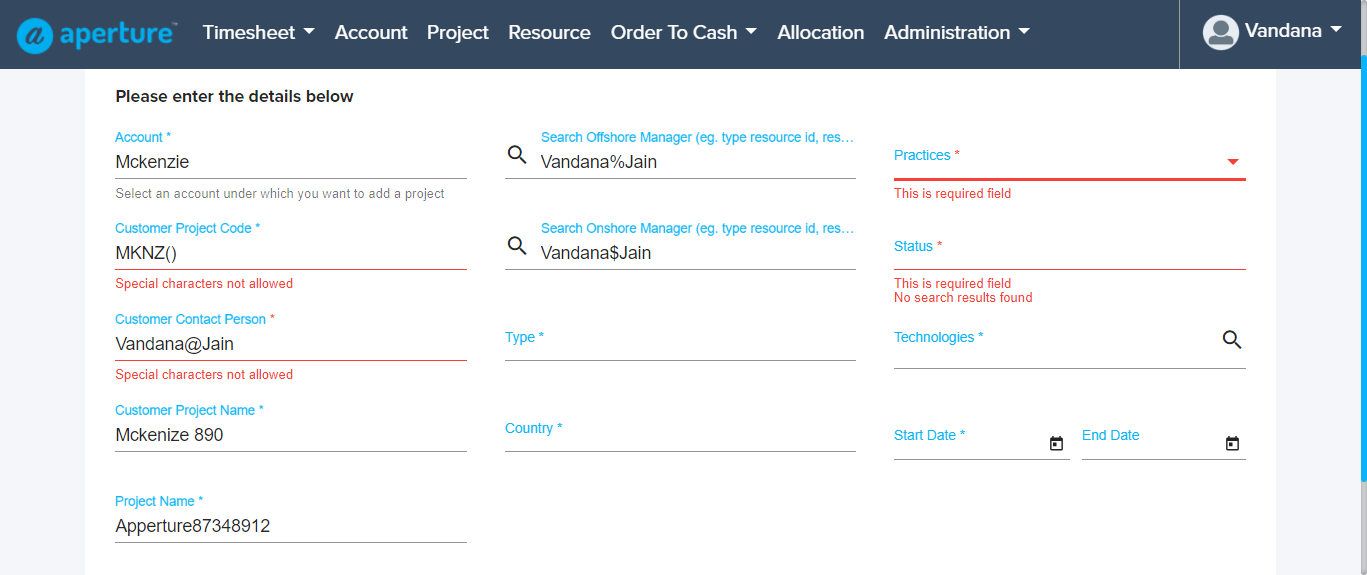 aperture™ Timesheet Account Project Resource Order To Cash Allocation Administration Vandana
Please enter the details below
Account *
Mckenzie
Select an account under which you want to add a project
Search Offshore Manager (eg. type resource id, res…
Vandana%Jain
Practices *
This is required field
Customer Project Code *
MKNZ()
Special characters not allowed
Search Onshore Manager (eg. type resource id, res…
Vandana$Jain
Status *
This is required field
No search results found
Customer Contact Person *
Vandana@Jain
Special characters not allowed
Type *
Technologies *
Customer Project Name *
Mckenize 890
Country *
Start Date *
End Date
Project Name *
Apperture87348912